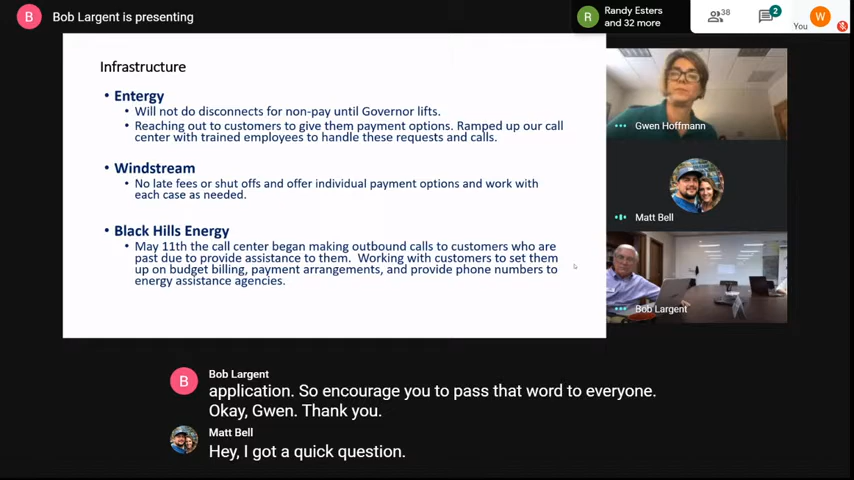 B Bob Largent is presenting
R Randy Esters
and 32 more
38
2
You
W
Infrastructure
• Entergy
• Will not do disconnects for non-pay until Governor lifts.
• Reaching out to customers to give them payment options. Ramped up our call
center with trained employees to handle these requests and calls.
• Windstream
• No late fees or shut offs and offer individual payment options and work with
each case as needed.
• Black Hills Energy
• May 11th the call center began making outbound calls to customers who are
past due to provide assistance to them. Working with customers to set them
up on budget billing, payment arrangements, and provide phone numbers to
energy assistance agencies.
Gwen Hoffmann
Matt Bell
Bob Largent
B
Bob Largent
application. So encourage you to pass that word to everyone.
Okay, Gwen. Thank you.
Matt Bell
Hey, I got a quick question.